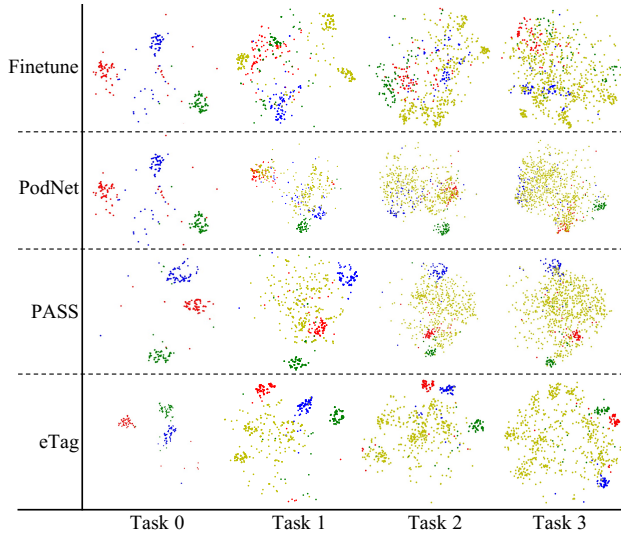 Finetune
PodNet
PASS
eTag
Task 0 Task 1 Task 2 Task 3